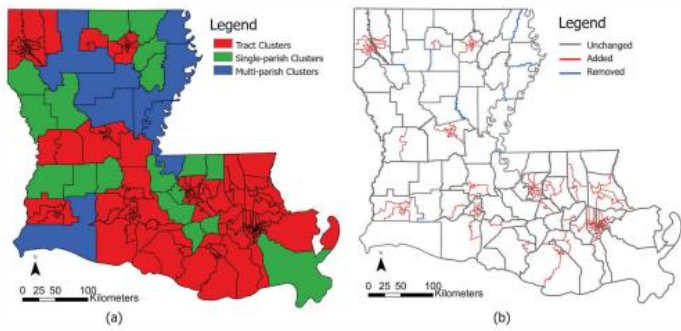 Legend
Tract Clusters
Single-parish Clusters
Multi-parish Clusters
N
0 25 50 100
Kilometers
(a)
Legend
Unchanged
Added
Removed
N
0 25 50 100
Kilometers
(b)